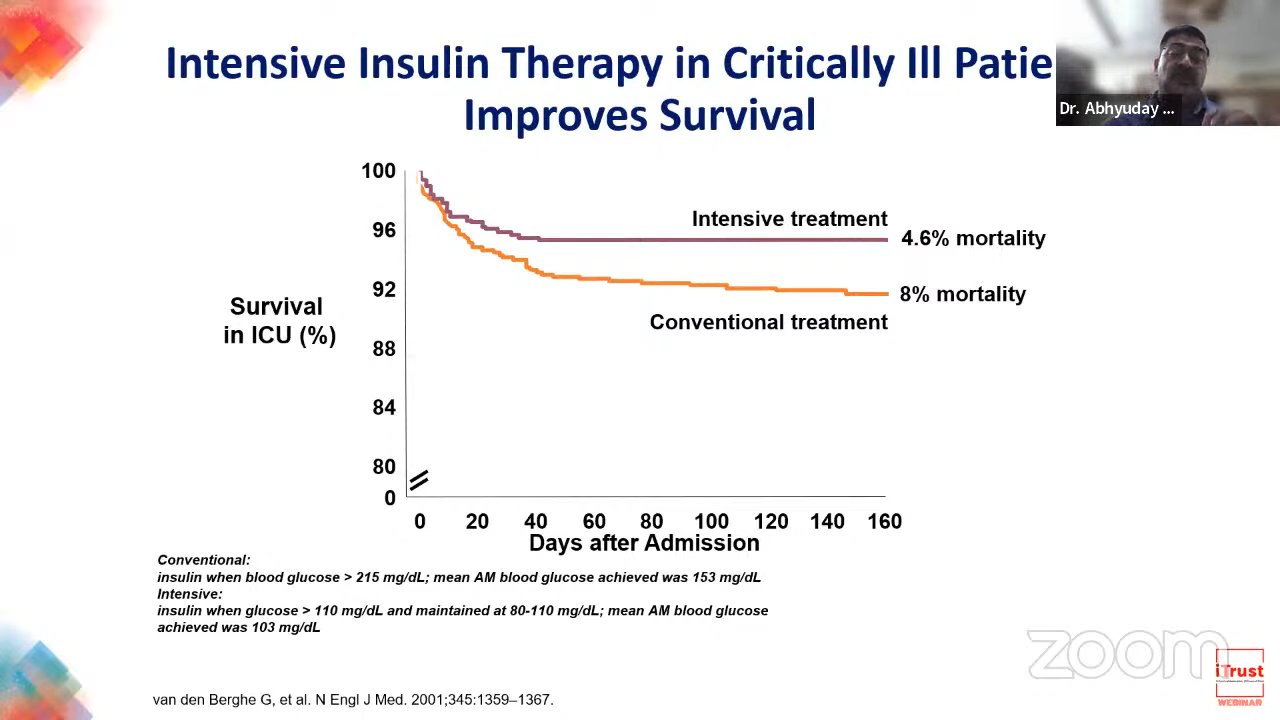 Intensive Insulin Therapy in Critically Ill Patie
Improves Survival
Dr. Abhyuday ...
100
96
92
88
84
80
0
Survival
in ICU (%)
Intensive treatment
4.6% mortality
8% mortality
Conventional treatment
0 20 40 60 80 100 120 140 160
Days after Admission
Conventional:
insulin when blood glucose > 215 mg/dL; mean AM blood glucose achieved was 153 mg/dL
Intensive:
insulin when glucose > 110 mg/dL and maintained at 80-110 mg/dL; mean AM blood glucose
achieved was 103 mg/dL
van den Berghe G, et al. N Engl J Med. 2001;345:1359–1367.
zoom
iTrust
WEBINAR